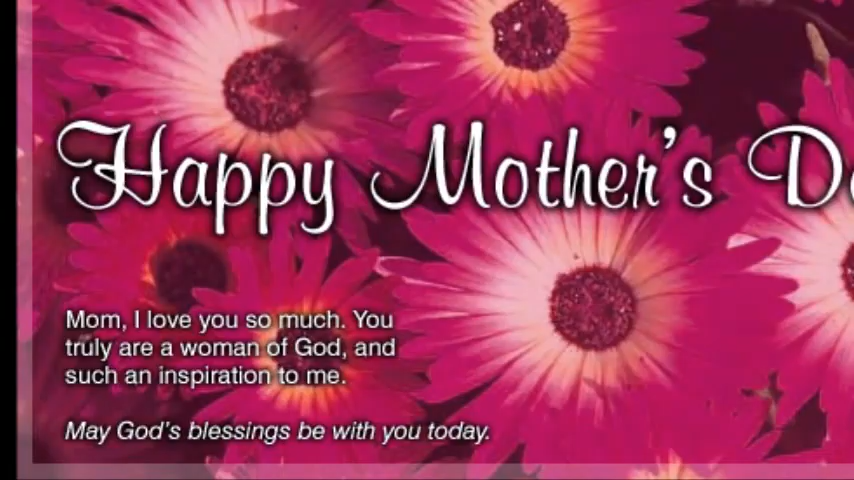 Happy Mother's
Mom, I love you so much. You
truly are a woman of God, and
such an inspiration to me.
May God's blessings be with you today.